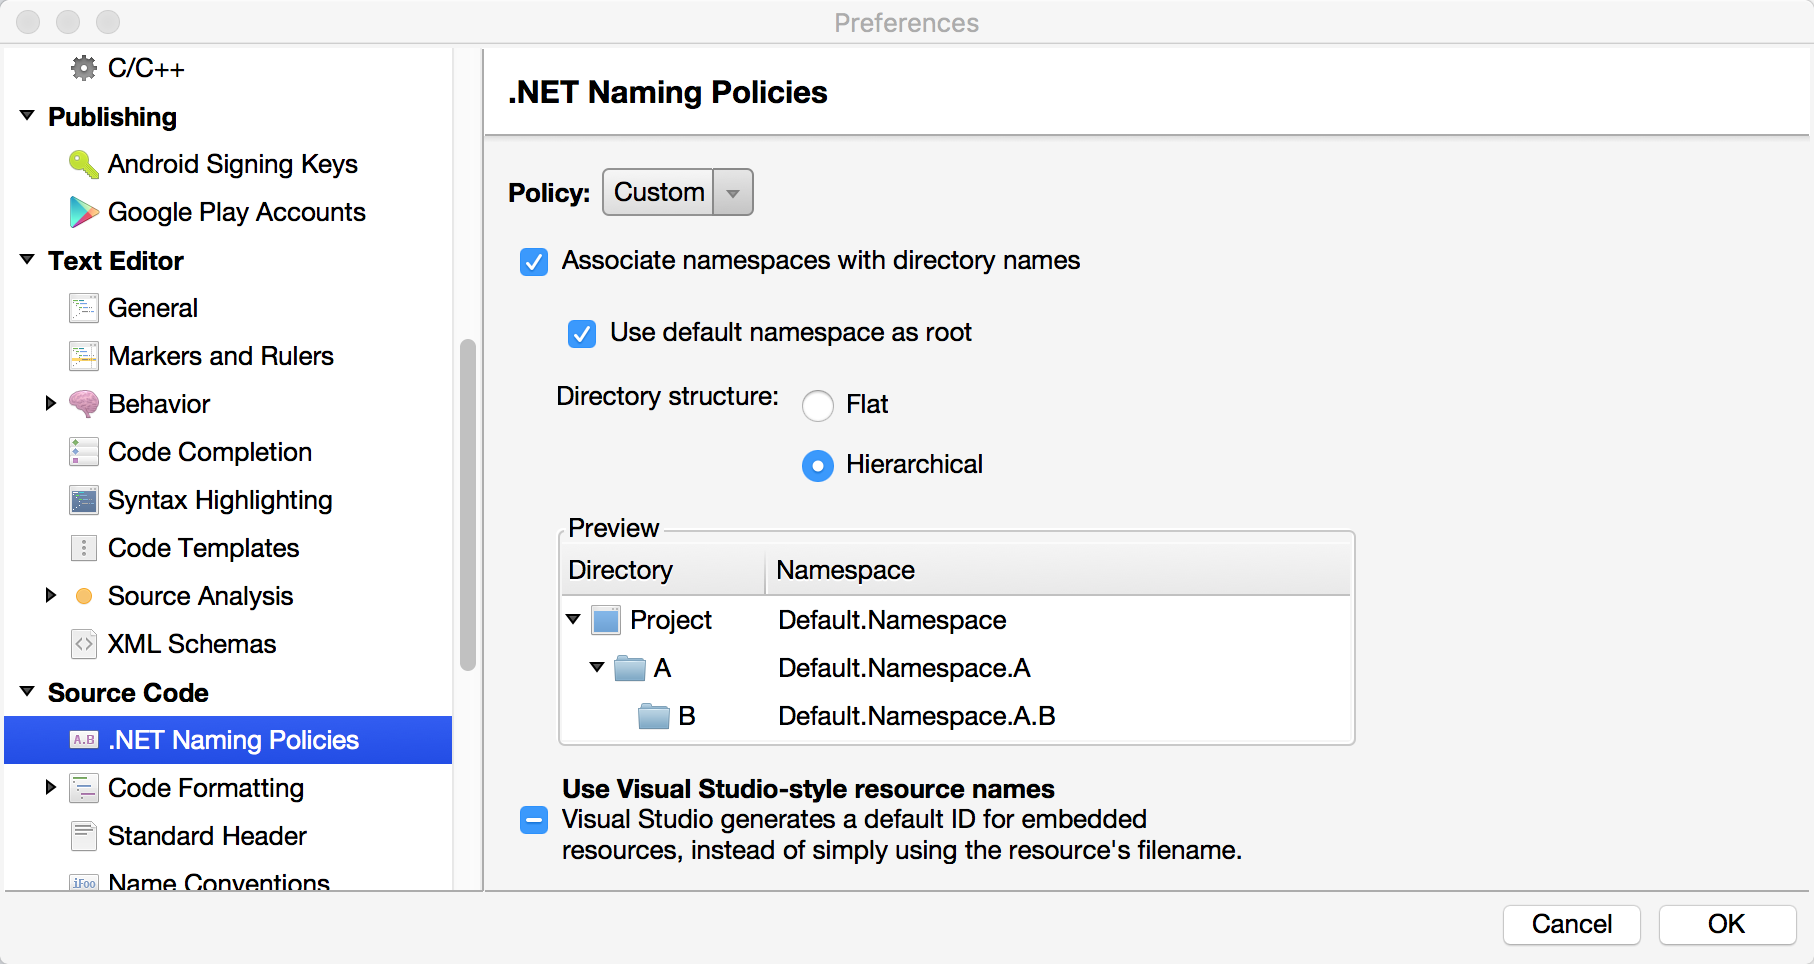 Preferences
C/C++
Publishing
Android Signing Keys
Google Play Accounts
Text Editor
General
Markers and Rulers
Behavior
Code Completion
Syntax Highlighting
Code Templates
Source Analysis
XML Schemas
Source Code
A.B .NET Naming Policies
Code Formatting
Standard Header
iFoo Name Conventions
.NET Naming Policies
Policy: Custom
Associate namespaces with directory names
Use default namespace as root
Directory structure: Flat
Hierarchical
Preview
Directory Namespace
Project Default.Namespace
A Default.Namespace.A
B Default.Namespace.A.B
Use Visual Studio-style resource names
Visual Studio generates a default ID for embedded
resources, instead of simply using the resource's filename.
Cancel OK